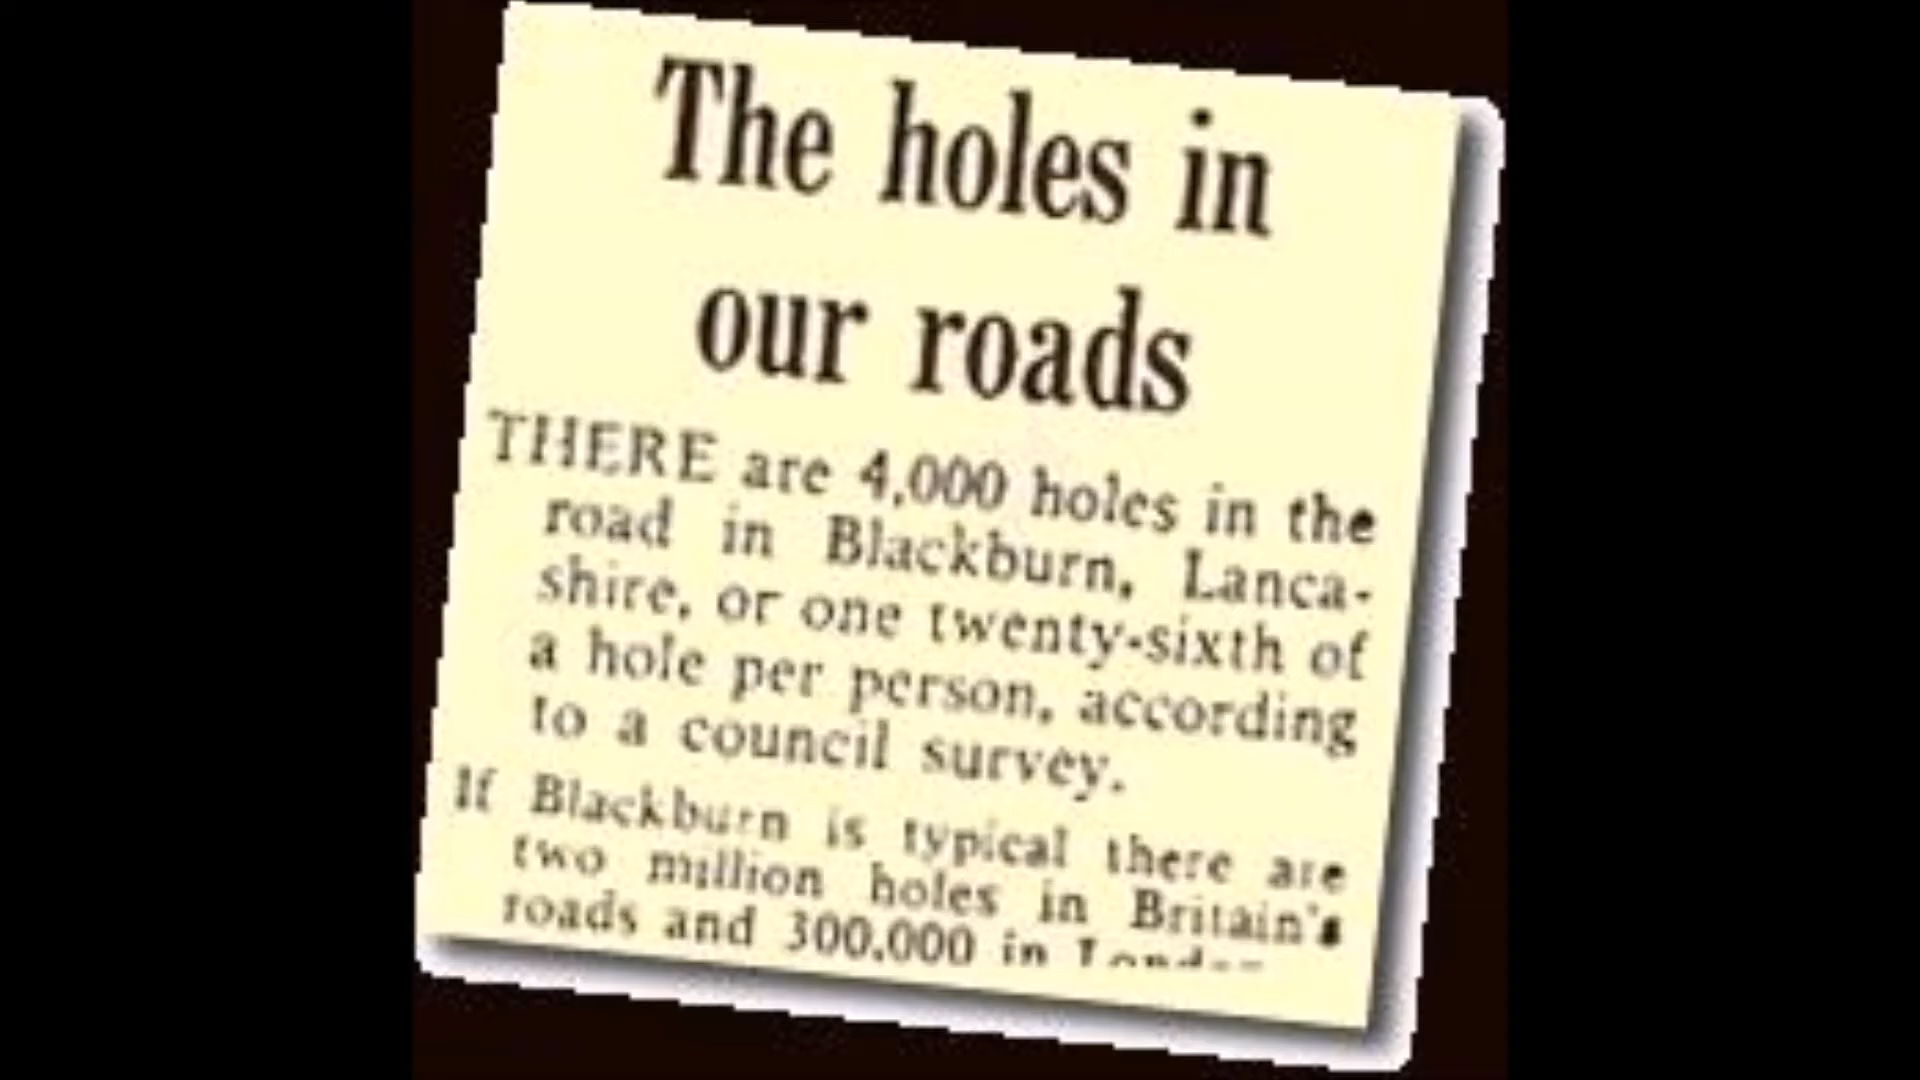 The holes in
our roads
THERE are 4,000 holes in the
road in Blackburn, Lanca-
shire, or one twenty-sixth of
a hole per person, according
to a council survey.
If Blackburn is typical there are
two million holes in Britain's
roads and 300,000 in